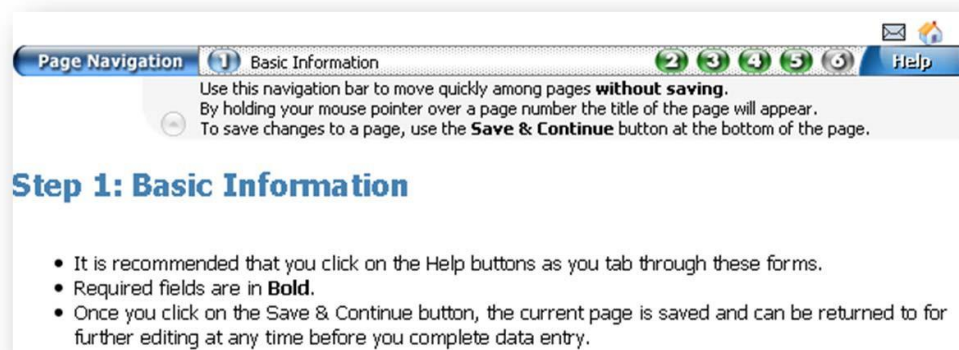 Page Navigation 1 Basic Information 2 3 4 5 6 Help
Use this navigation bar to move quickly among pages without saving.
By holding your mouse pointer over a page number the title of the page will appear.
To save changes to a page, use the Save & Continue button at the bottom of the page.
Step 1: Basic Information
• It is recommended that you click on the Help buttons as you tab through these forms.
• Required fields are in Bold.
• Once you click on the Save & Continue button, the current page is saved and can be returned to for
further editing at any time before you complete data entry.